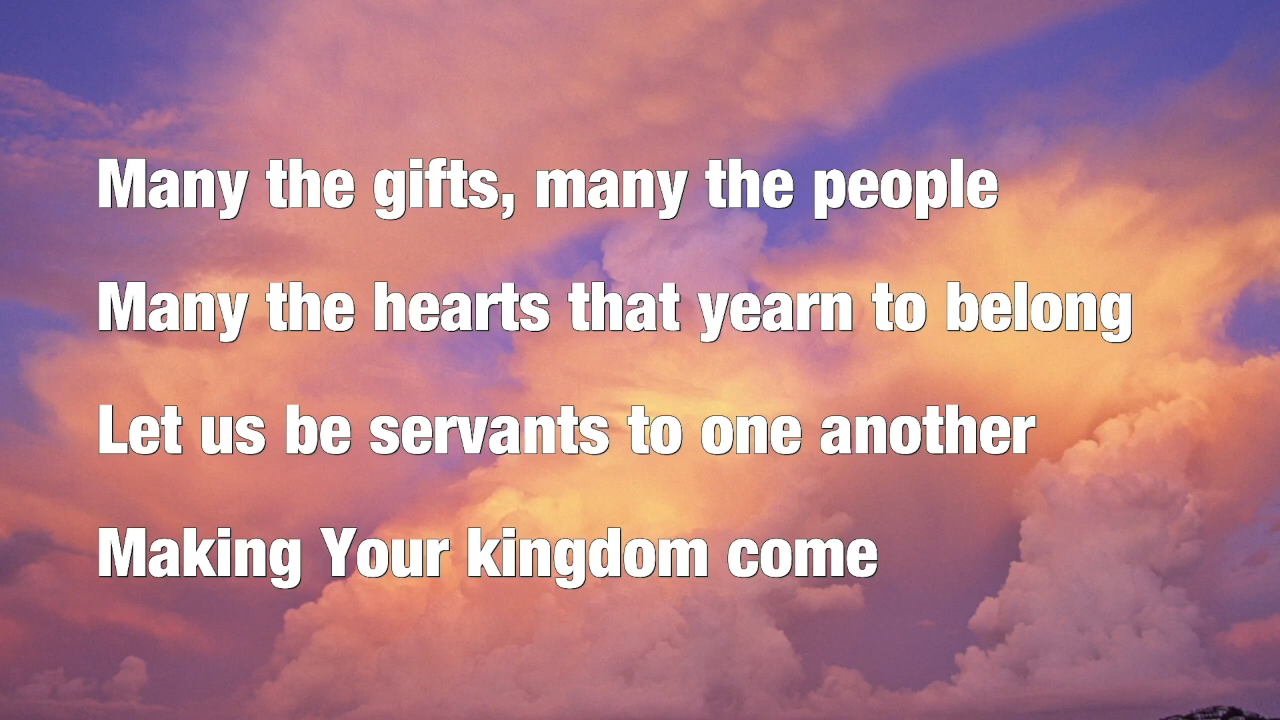 Many the gifts, many the people
Many the hearts that yearn to belong
Let us be servants to one another
Making Your kingdom come